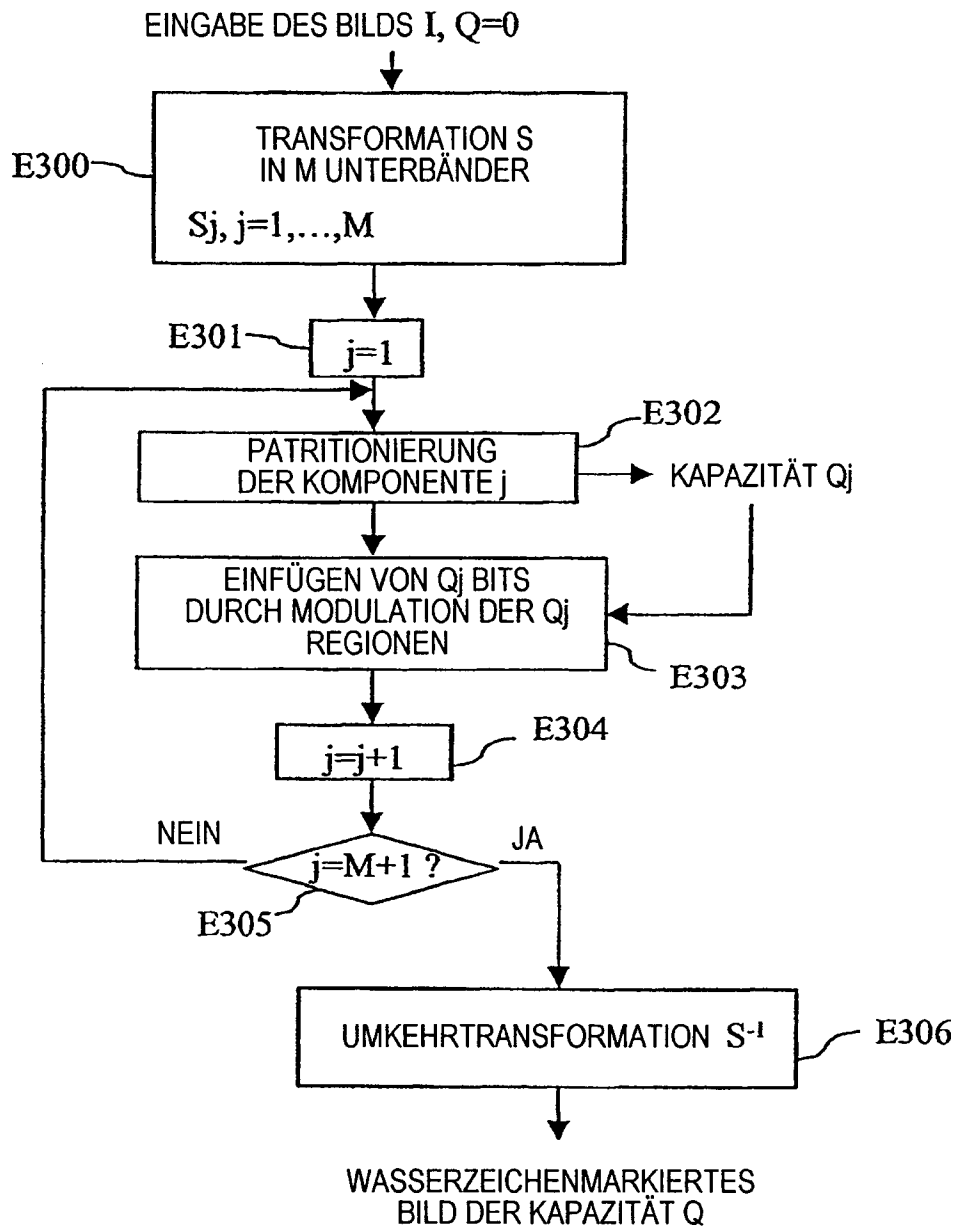 EINGABE DES BILDS I, Q=0
TRANSFORMATION S
IN M UNTERBÄNDER
Sj, j=1,...,M
E300
E301
j=1
E302
PATRITIONIERUNG
DER KOMPONENTE j
KAPAZITÄT Qj
EINFÜGEN VON Qj BITS
DURCH MODULATION DER Qj
REGIONEN
E303
E304
j=j+1
NEIN
JA
j=M+1 ?
E305
UMKEHRTRANSFORMATION S⁻¹
E306
WASSERZEICHENMARKIERTES
BILD DER KAPAZITÄT Q